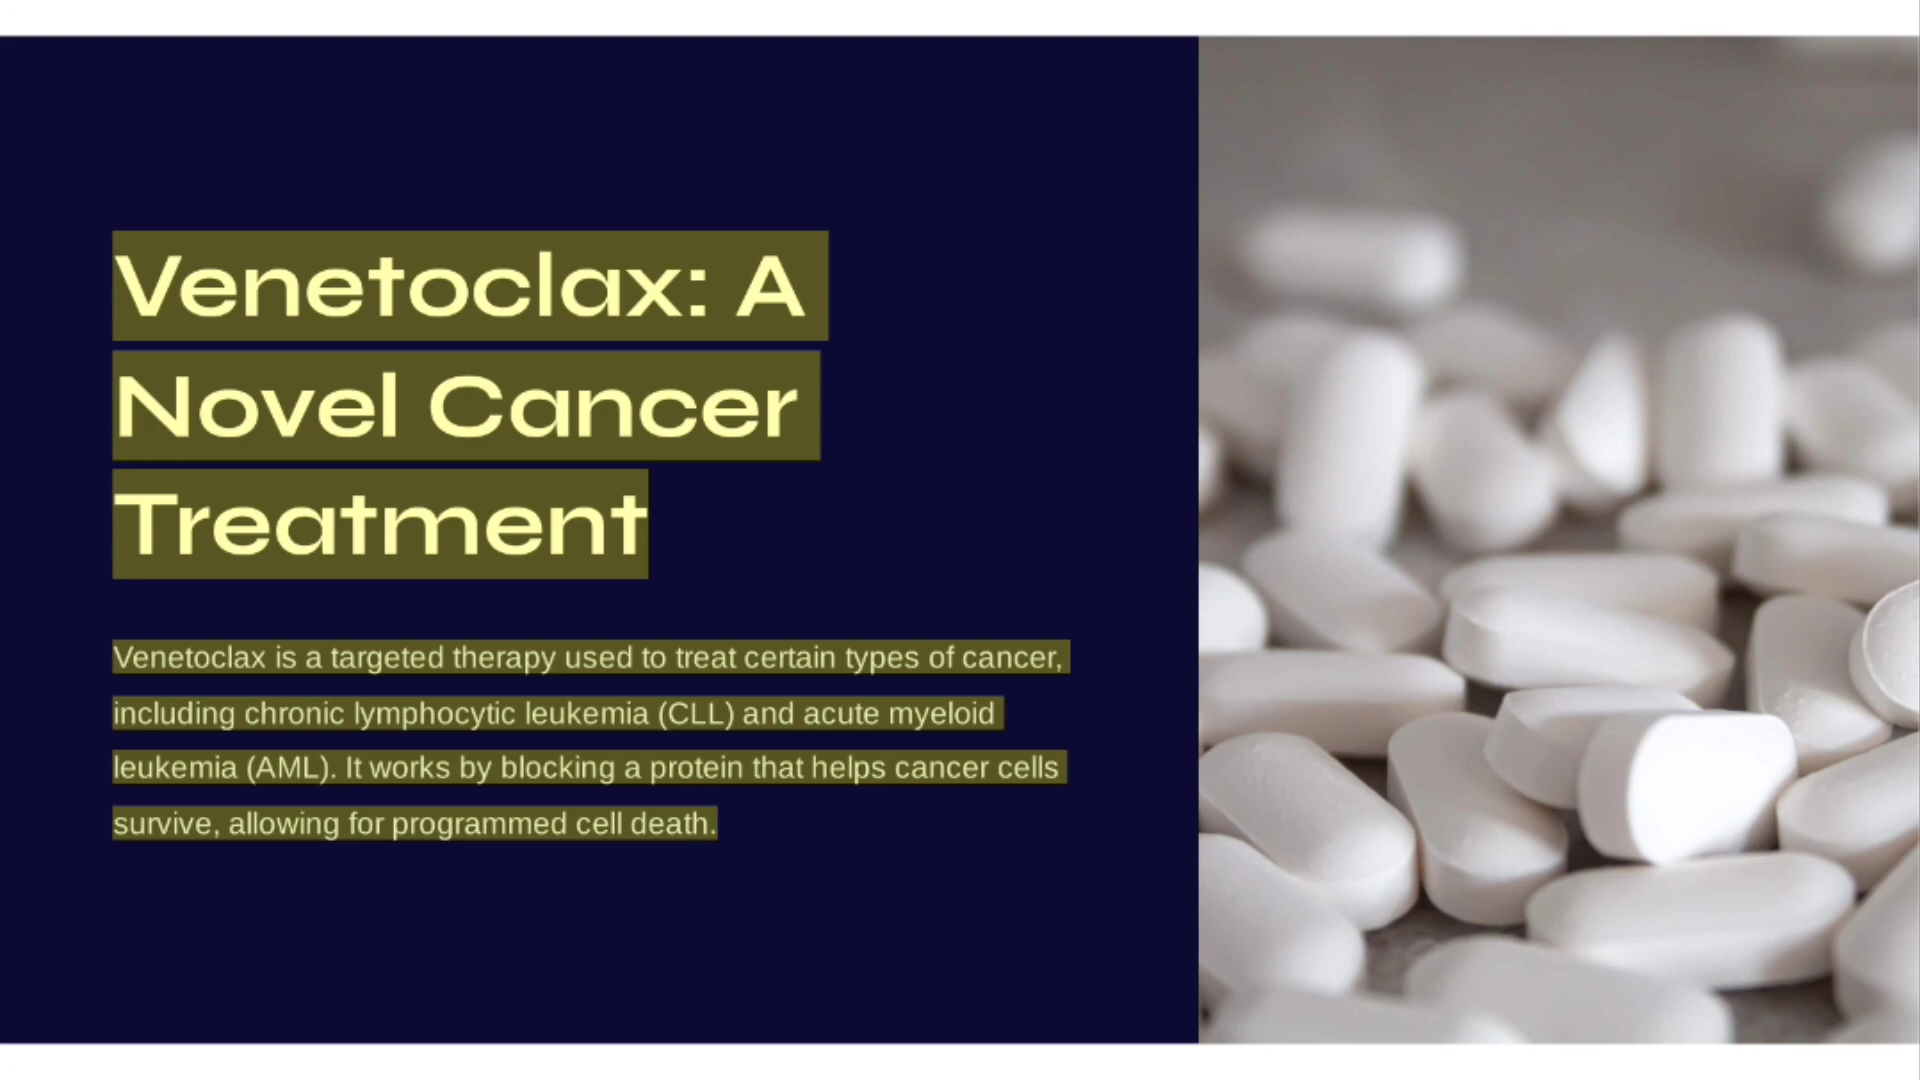 Venetoclax: A
Novel Cancer
Treatment
Venetoclax is a targeted therapy used to treat certain types of cancer,
including chronic lymphocytic leukemia (CLL) and acute myeloid
leukemia (AML). It works by blocking a protein that helps cancer cells
survive, allowing for programmed cell death.